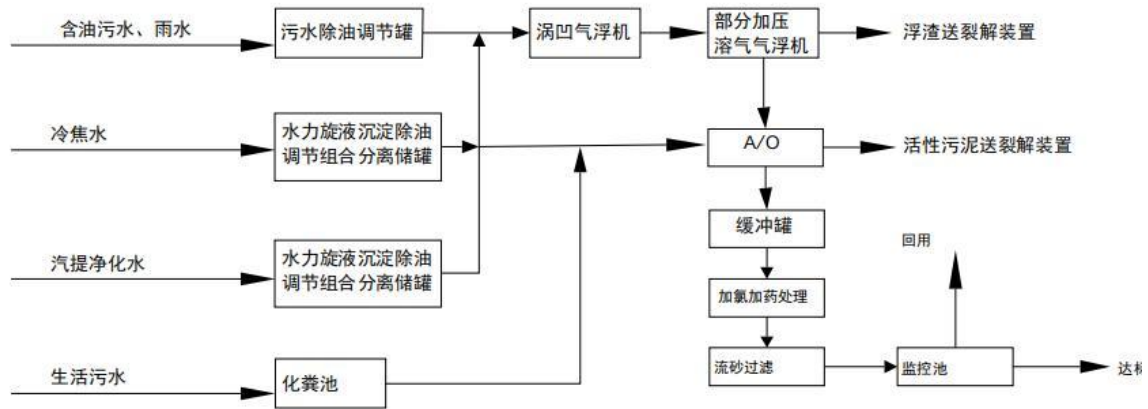 含油污水、雨水
污水除油调节罐
涡凹气浮机
部分加压
溶气气浮机
浮渣送裂解装置
冷焦水
水力旋液沉淀除油
调节组合分离储罐
A/O
活性污泥送裂解装置
缓冲罐
回用
汽提净化水
水力旋液沉淀除油
调节组合分离储罐
加氯加药处理
流砂过滤
监控池
达标
生活污水
化粪池